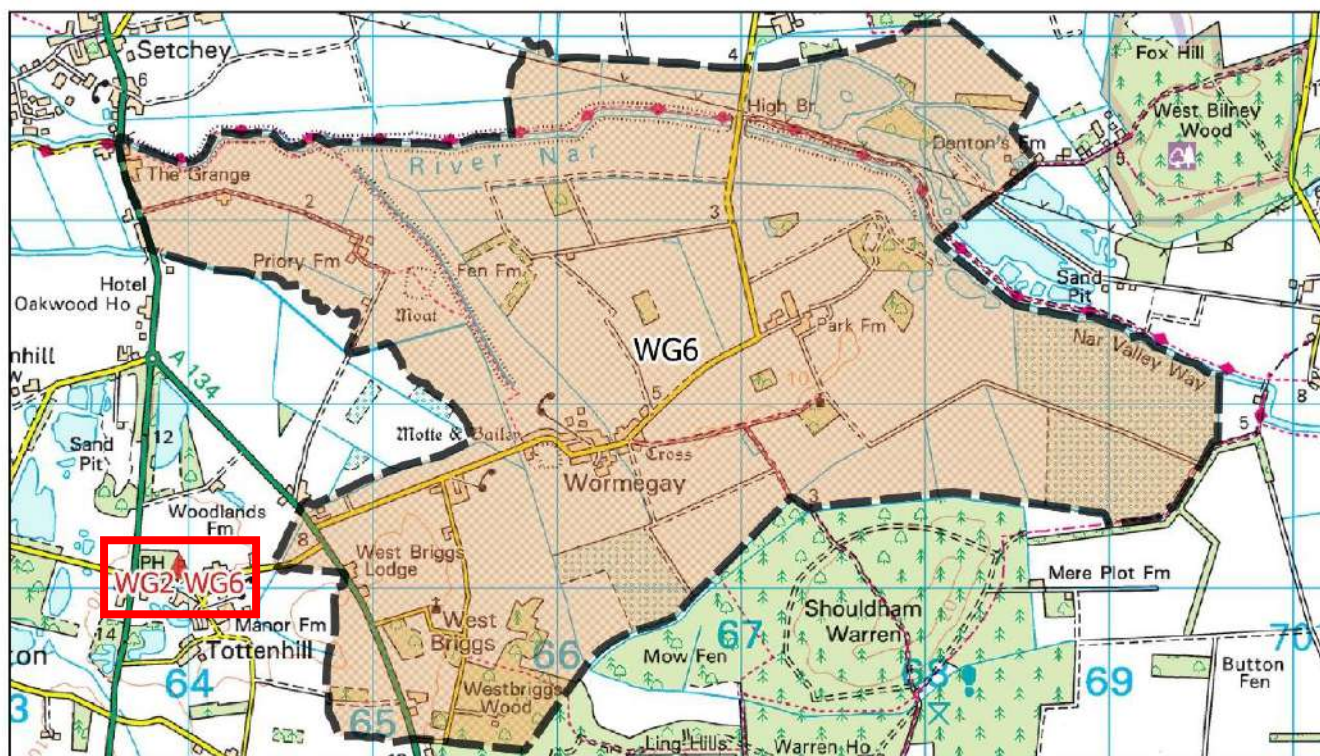 Setchey
6
4
Fox Hill
High Br
West Bilney
Wood
River Nar
Denton's Fm
5
The Grange
2
3
Priory Fm
Fen Fm
Hotel
Oakwood Ho
Moat
Sand
Pit
Park Fm
WG6
Nar Valley Way
A 134
10
5
8
12
Motte & Bailey
5
Sand
Pit
Cross
Wormegay
Woodlands
Fm
3
8
PH
WG2 WG6
West Briggs
Lodge
Mere Plot Fm
14
Manor Fm
West
Briggs
Shouldham
Warren
Tottenhill
67
70
66
Mow Fen
68
64
69
Button
Fen
3
Westbriggs
Wood
65
Ling Hills
Warren Ho